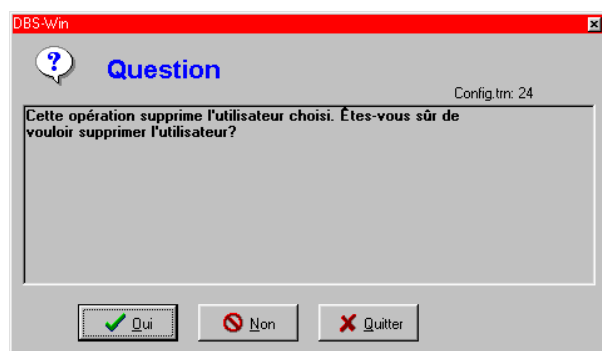 DBS-Win
?
Question
Config.trn: 24
Cette opération supprime l'utilisateur choisi. Êtes-vous sûr de
vouloir supprimer l'utilisateur?
Oui
Non
Quitter